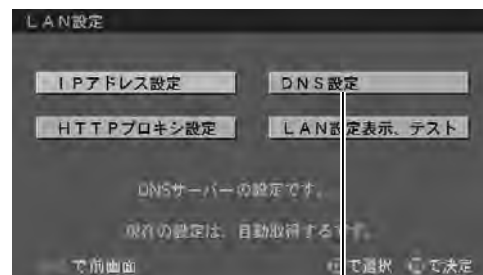 LAN設定
IPアドレス設定 DNS設定
HTTPプロキシ設定 LAN設定表示、テスト
DNSサーバーの設定です。
現在の設定は、自動取得するです。
で前画面 で選択 で決定